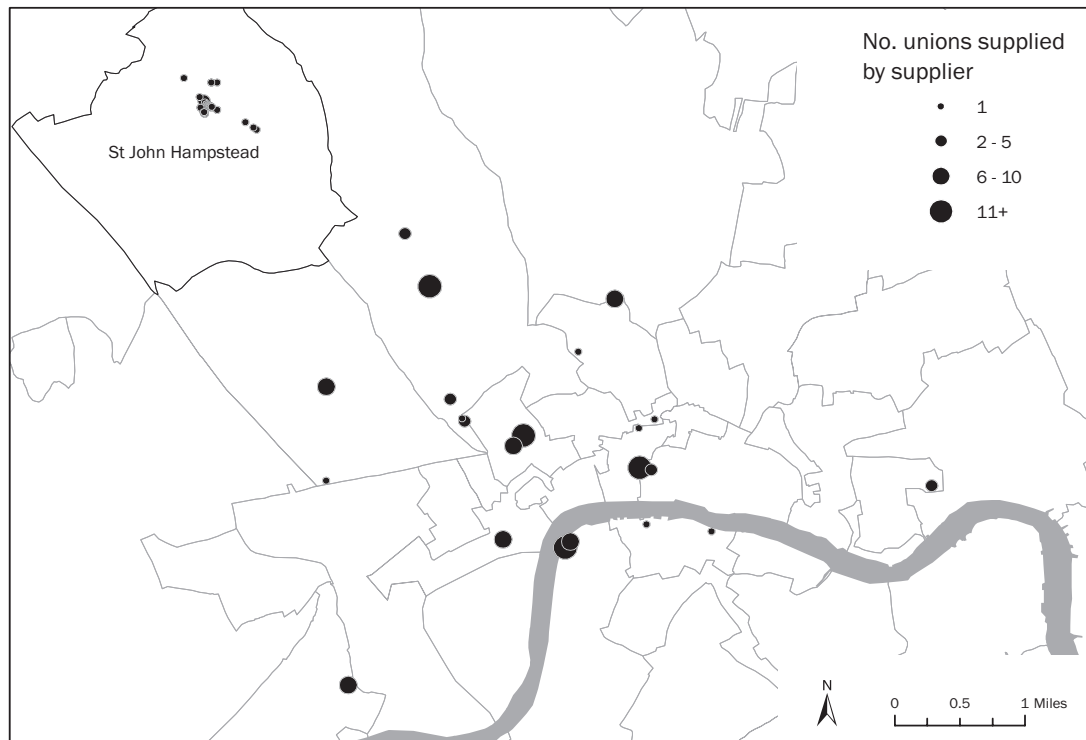 No. unions supplied
by supplier
1
2 - 5
6 - 10
11+
St John Hampstead
N
0 0.5 1 Miles